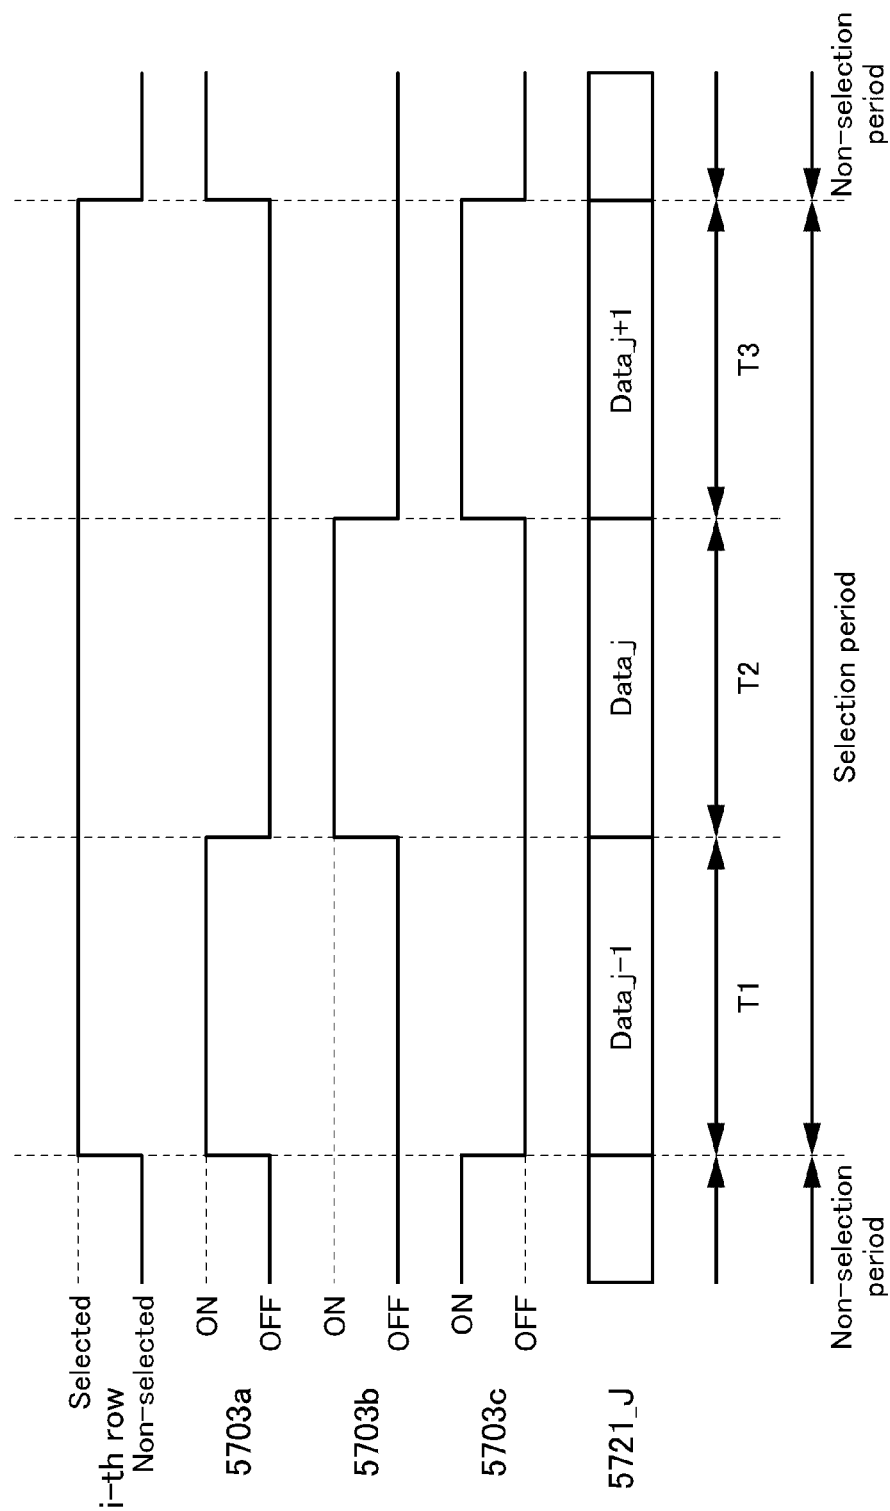 Selected
i-th row
Non-selected
ON
5703a
OFF
ON
5703b
OFF
ON
5703c
OFF
5721_J
Data_j-1
Data_j
Data_j+1
T1
T2
T3
Non-selection
period
Selection period
Non-selection
period